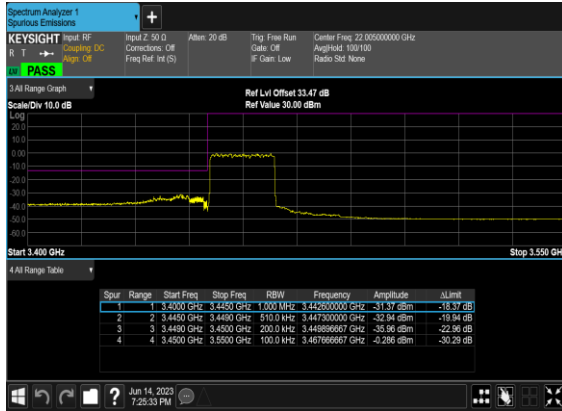 Spectrum Analyzer 1
Spurious Emissions
KEYSIGHT Input: RF Input Z: 50 Ω Atten: 20 dB Trig: Free Run Center Freq: 22.005000000 GHz
R T Coupling: DC Corrections: Off Gate: Off Avg|Hold: 100/100
Align: Off Freq Ref: Int (S) IF Gain: Low Radio Std: None
PASS
3 All Range Graph
Ref Lvl Offset 33.47 dB
Scale/Div 10.0 dB Ref Value 30.00 dBm
Log
20.0
10.0
0.00
-10.0
-20.0
-30.0
-40.0
-50.0
-60.0
Start 3.400 GHz Stop 3.550 GH
4 All Range Table
Spur Range Start Freq Stop Freq RBW Frequency Amplitude ΔLimit
1 1 3.4000 GHz 3.4450 GHz 1.000 MHz 3.442600000 GHz -31.37 dBm -18.37 dB
2 2 3.4450 GHz 3.4490 GHz 510.0 kHz 3.447300000 GHz -32.94 dBm -19.94 dB
3 3 3.4490 GHz 3.4500 GHz 200.0 kHz 3.449896667 GHz -35.96 dBm -22.96 dB
4 4 3.4500 GHz 3.5500 GHz 100.0 kHz 3.467666667 GHz -0.286 dBm -30.29 dB
? Jun 14, 2023
7:25:33 PM